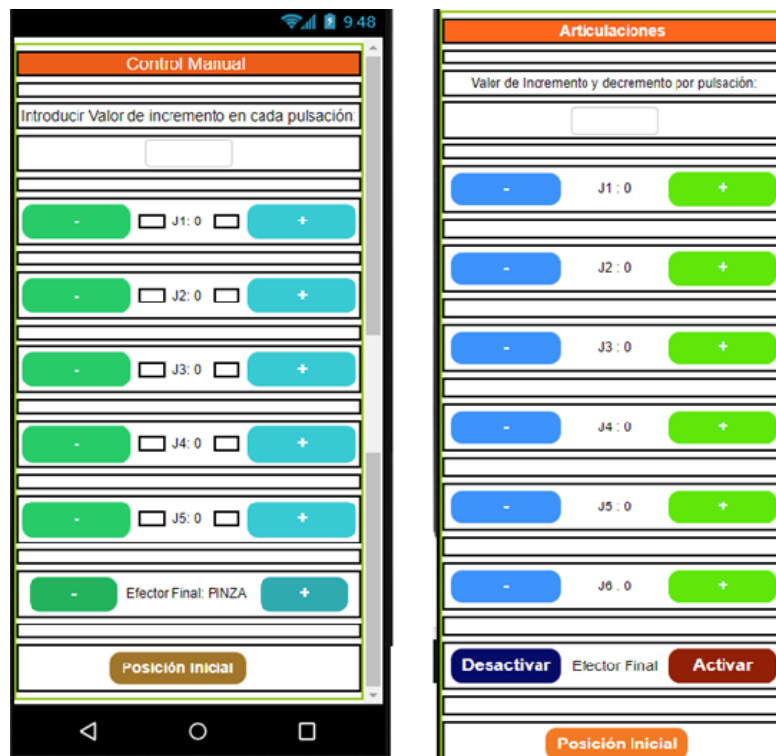 9:48
Control Manual
Introducir Valor de incremento en cada pulsación:
- J1: 0 +
- J2: 0 +
- J3: 0 +
- J4: 0 +
- J5: 0 +
- Efector Final: PINZA +
Posición Inicial
Articulaciones
Valor de Incremento y decremento por pulsación:
- J1 : 0 +
- J2 : 0 +
- J3 : 0 +
- J4 : 0 +
- J5 : 0 +
- J6 : 0 +
Desactivar Efector Final Activar
Posición Inicial